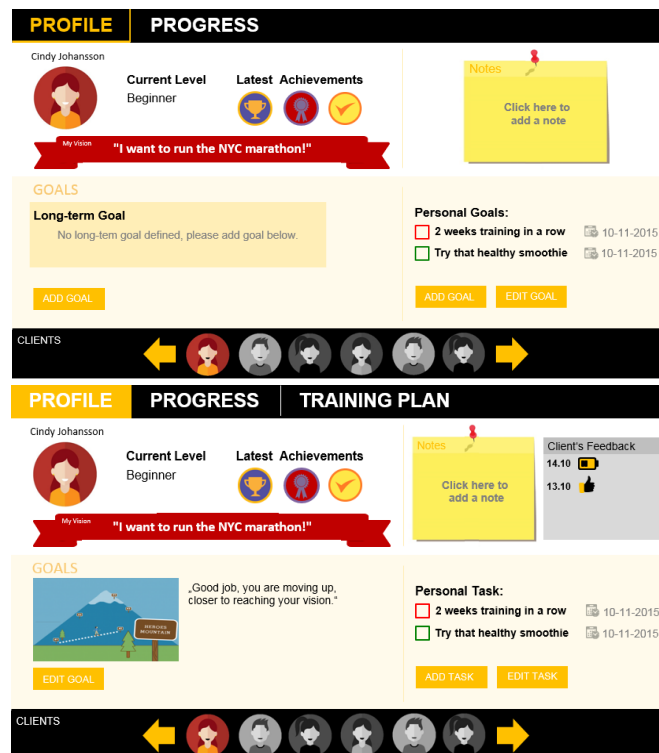 PROFILE PROGRESS
Cindy Johansson
Current Level Latest Achievements
Beginner
Notes
Click here to
add a note
My Vision "I want to run the NYC marathon!"
GOALS
Long-term Goal
No long-tem goal defined, please add goal below.
ADD GOAL
Personal Goals:
2 weeks training in a row 10-11-2015
Try that healthy smoothie 10-11-2015
ADD GOAL EDIT GOAL
CLIENTS
PROFILE PROGRESS TRAINING PLAN
Cindy Johansson
Current Level Latest Achievements
Beginner
Notes
Click here to
add a note
Client's Feedback
14.10
13.10
My Vision "I want to run the NYC marathon!"
GOALS
HEROES
MOUNTAIN
„Good job, you are moving up,
closer to reaching your vision.“
EDIT GOAL
Personal Task:
2 weeks training in a row 10-11-2015
Try that healthy smoothie 10-11-2015
ADD TASK EDIT TASK
CLIENTS